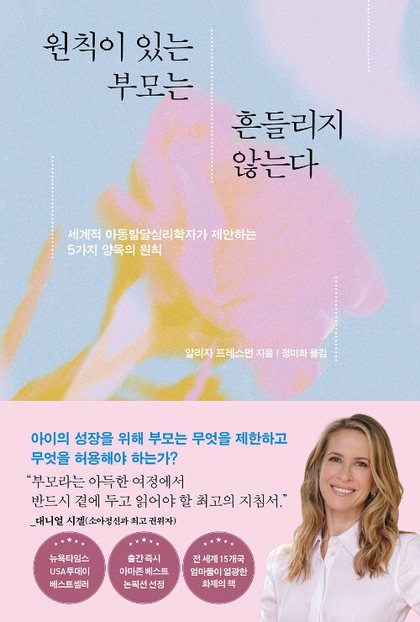 원칙이 있는
부모는
흔들리지
않는다
세계적 아동발달심리학자가 제안하는
5가지 양육의 원칙
알리자 프레스먼 지음 | 정미화 옮김
아이의 성장을 위해 부모는 무엇을 제한하고
무엇을 허용해야 하는가?
“부모라는 아득한 여정에서
반드시 곁에 두고 읽어야 할 최고의 지침서.”
_대니얼 시겔(소아정신과 최고 권위자)
뉴욕타임스
USA투데이
베스트셀러
출간 즉시
아마존 베스트
논픽션 선정
전 세계 15개국
엄마들이 열광한
화제의 책